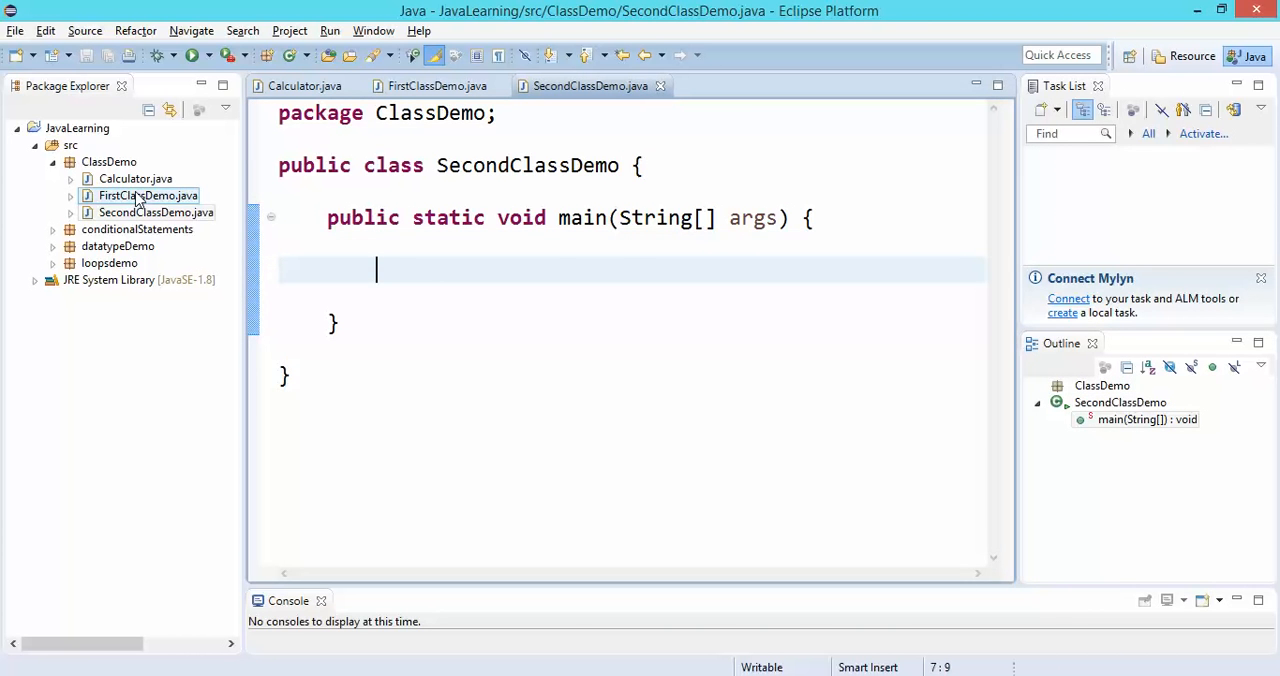 Java - JavaLearning/src/ClassDemo/SecondClassDemo.java - Eclipse Platform
File Edit Source Refactor Navigate Search Project Run Window Help
Quick Access
Resource
Java
Package Explorer
JavaLearning
src
ClassDemo
Calculator.java
FirstClassDemo.java
SecondClassDemo.java
conditionalStatements
datatypeDemo
loopsdemo
JRE System Library [JavaSE-1.8]
Calculator.java FirstClassDemo.java SecondClassDemo.java
package ClassDemo;
public class SecondClassDemo {
public static void main(String[] args) {
}
}
Task List
Find All Activate...
Connect Mylyn
Connect to your task and ALM tools or
create a local task.
Outline
ClassDemo
SecondClassDemo
main(String[]) : void
Console
No consoles to display at this time.
Writable Smart Insert 7 : 9